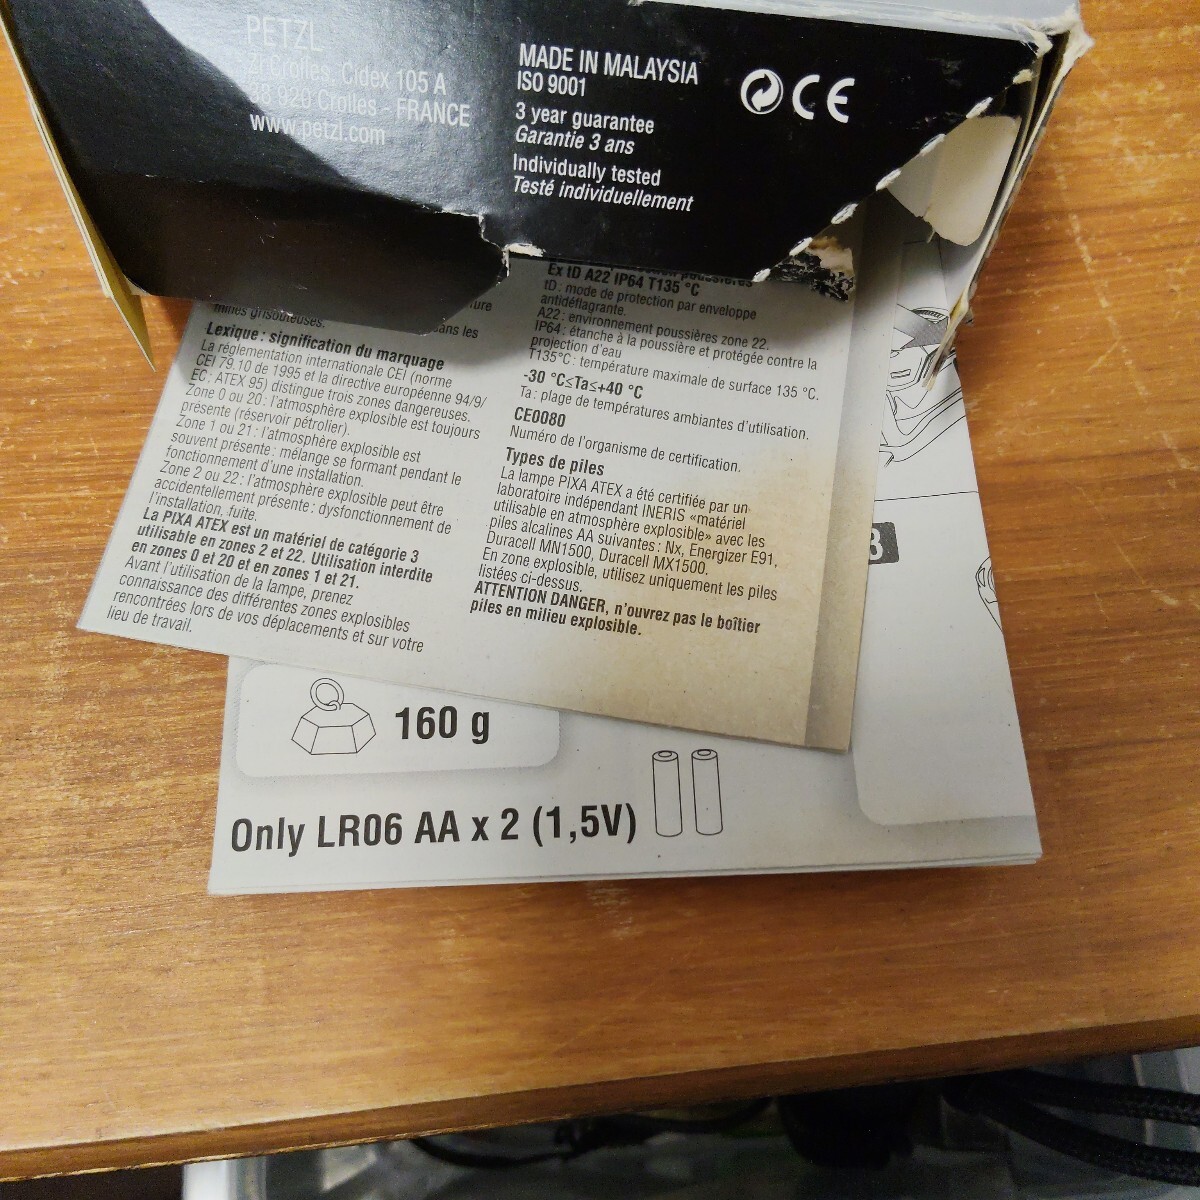 PETZL
Crolles, Cidex 105 A
920 Crolles - FRANCE
www.petzl.com
MADE IN MALAYSIA
ISO 9001
3 year guarantee
Garantie 3 ans
Individually tested
Testé individuellement
CE
ans les
Lexique : signification du marquage
La réglementation internationale CEI (norme
CEI 79.10 de 1995 et la directive européenne 94/9/
EC : ATEX 95) distingue trois zones dangereuses.
Zone 0 ou 20 : l'atmosphère explosible est toujours
présente (réservoir pétrolier).
Zone 1 ou 21 : l'atmosphère explosible est
souvent présente : mélange se formant pendant le
fonctionnement d'une installation.
Zone 2 ou 22 : l'atmosphère explosible peut être
accidentellement présente : dysfonctionnement de
l'installation, fuite.
La PIXA ATEX est un matériel de catégorie 3
utilisable en zones 2 et 22. Utilisation interdite
en zones 0 et 20 et en zones 1 et 21.
Avant l'utilisation de la lampe, prenez
connaissance des différentes zones explosibles
rencontrées lors de vos déplacements et sur votre
lieu de travail.
poussières
Ex tD A22 IP64 T135 °C
tD : mode de protection par enveloppe
antidéflagrante.
A22 : environnement poussières zone 22.
IP64 : étanche à la poussière et protégée contre la
projection d'eau
T135°C : température maximale de surface 135 °C.
-30 °C≤Ta≤+40 °C
Ta : plage de températures ambiantes d'utilisation.
CE0080
Numéro de l'organisme de certification.
Types de piles
La lampe PIXA ATEX a été certifiée par un
laboratoire indépendant INERIS «matériel
utilisable en atmosphère explosible» avec les
piles alcalines AA suivantes : Nx, Energizer E91,
Duracell MN1500, Duracell MX1500.
En zone explosible, utilisez uniquement les piles
listées ci-dessus.
ATTENTION DANGER, n'ouvrez pas le boîtier
piles en milieu explosible.
3
160 g
Only LR06 AA x 2 (1,5V)